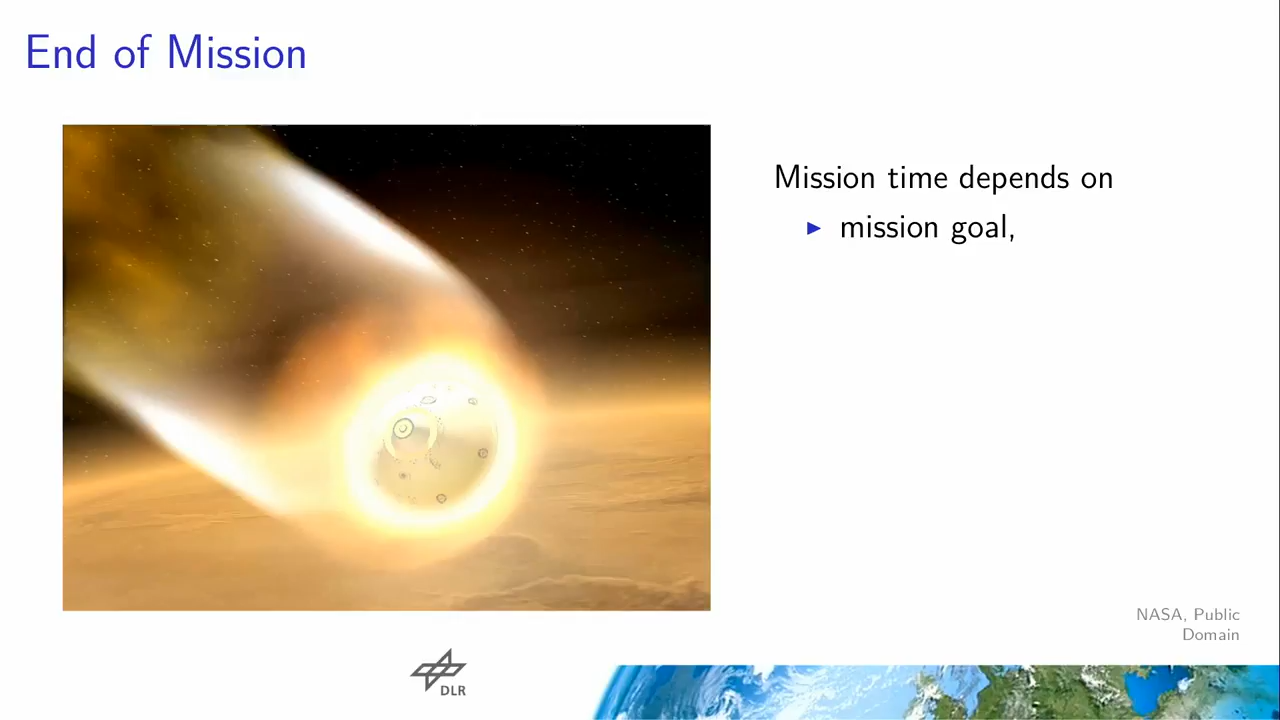 End of Mission
Mission time depends on
▶ mission goal,
NASA, Public
Domain
DLR